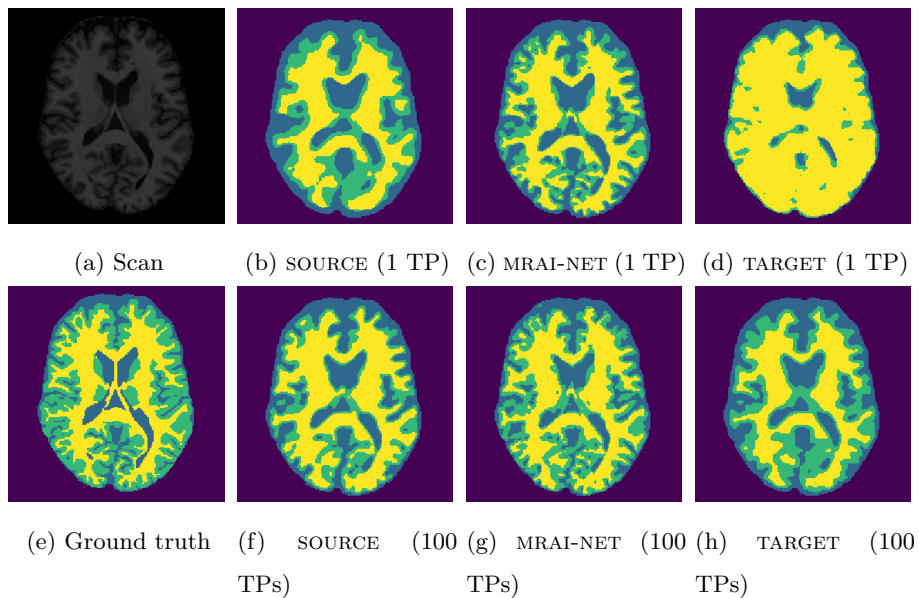 (a) Scan
(b) SOURCE (1 TP)
(c) MRAI-NET (1 TP)
(d) TARGET (1 TP)
(e) Ground truth
(f) SOURCE (100 TPs)
(g) MRAI-NET (100 TPs)
(h) TARGET (100 TPs)